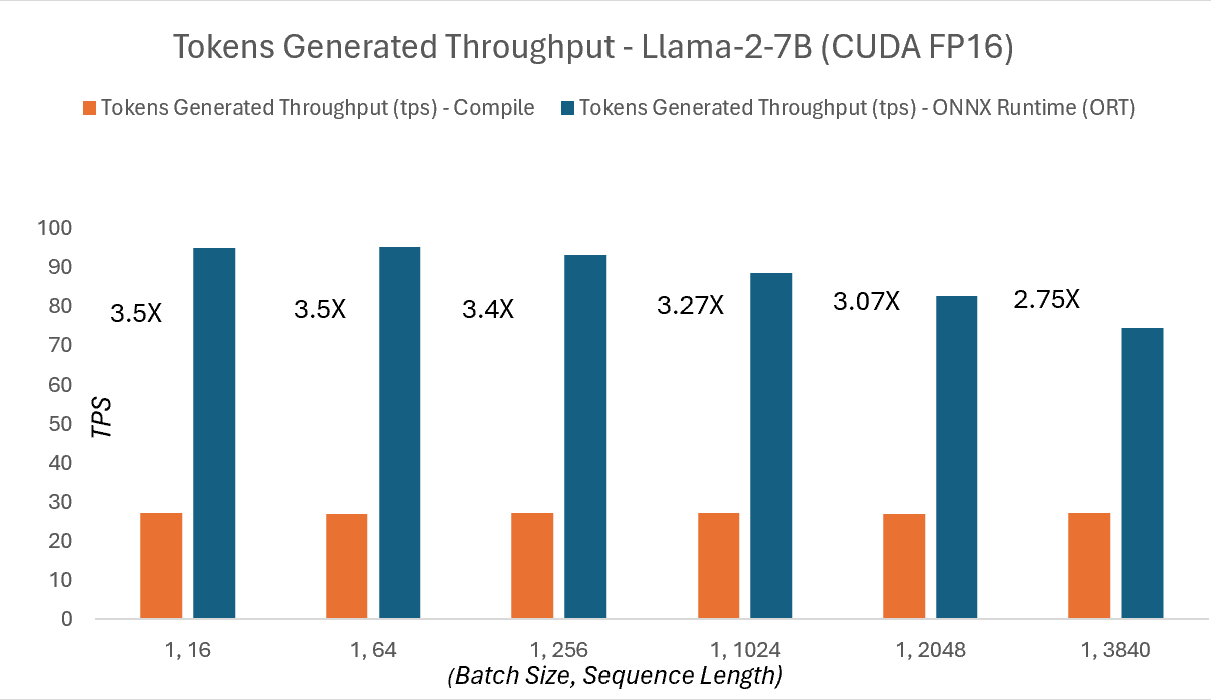 Tokens Generated Throughput - Llama-2-7B (CUDA FP16)
Tokens Generated Throughput (tps) - Compile
Tokens Generated Throughput (tps) - ONNX Runtime (ORT)
100
90
80
70
60
50
40
30
20
10
0
TPS
3.5X
3.5X
3.4X
3.27X
3.07X
2.75X
1, 16
1, 64
1, 256
1, 1024
1, 2048
1, 3840
(Batch Size, Sequence Length)